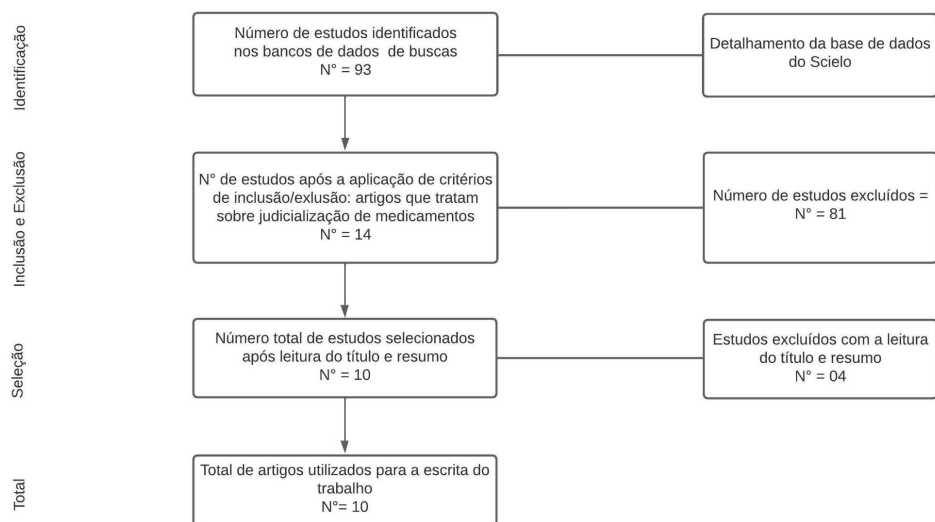 Identificação
Número de estudos identificados
nos bancos de dados de buscas
N° = 93
Detalhamento da base de dados
do Scielo
Inclusão e Exclusão
N° de estudos após a aplicação de critérios
de inclusão/exlusão: artigos que tratam
sobre judicialização de medicamentos
N° = 14
Número de estudos excluídos =
N° = 81
Seleção
Número total de estudos selecionados
após leitura do título e resumo
N° = 10
Estudos excluídos com a leitura
do título e resumo
N° = 04
Total
Total de artigos utilizados para a escrita do
trabalho
N°= 10